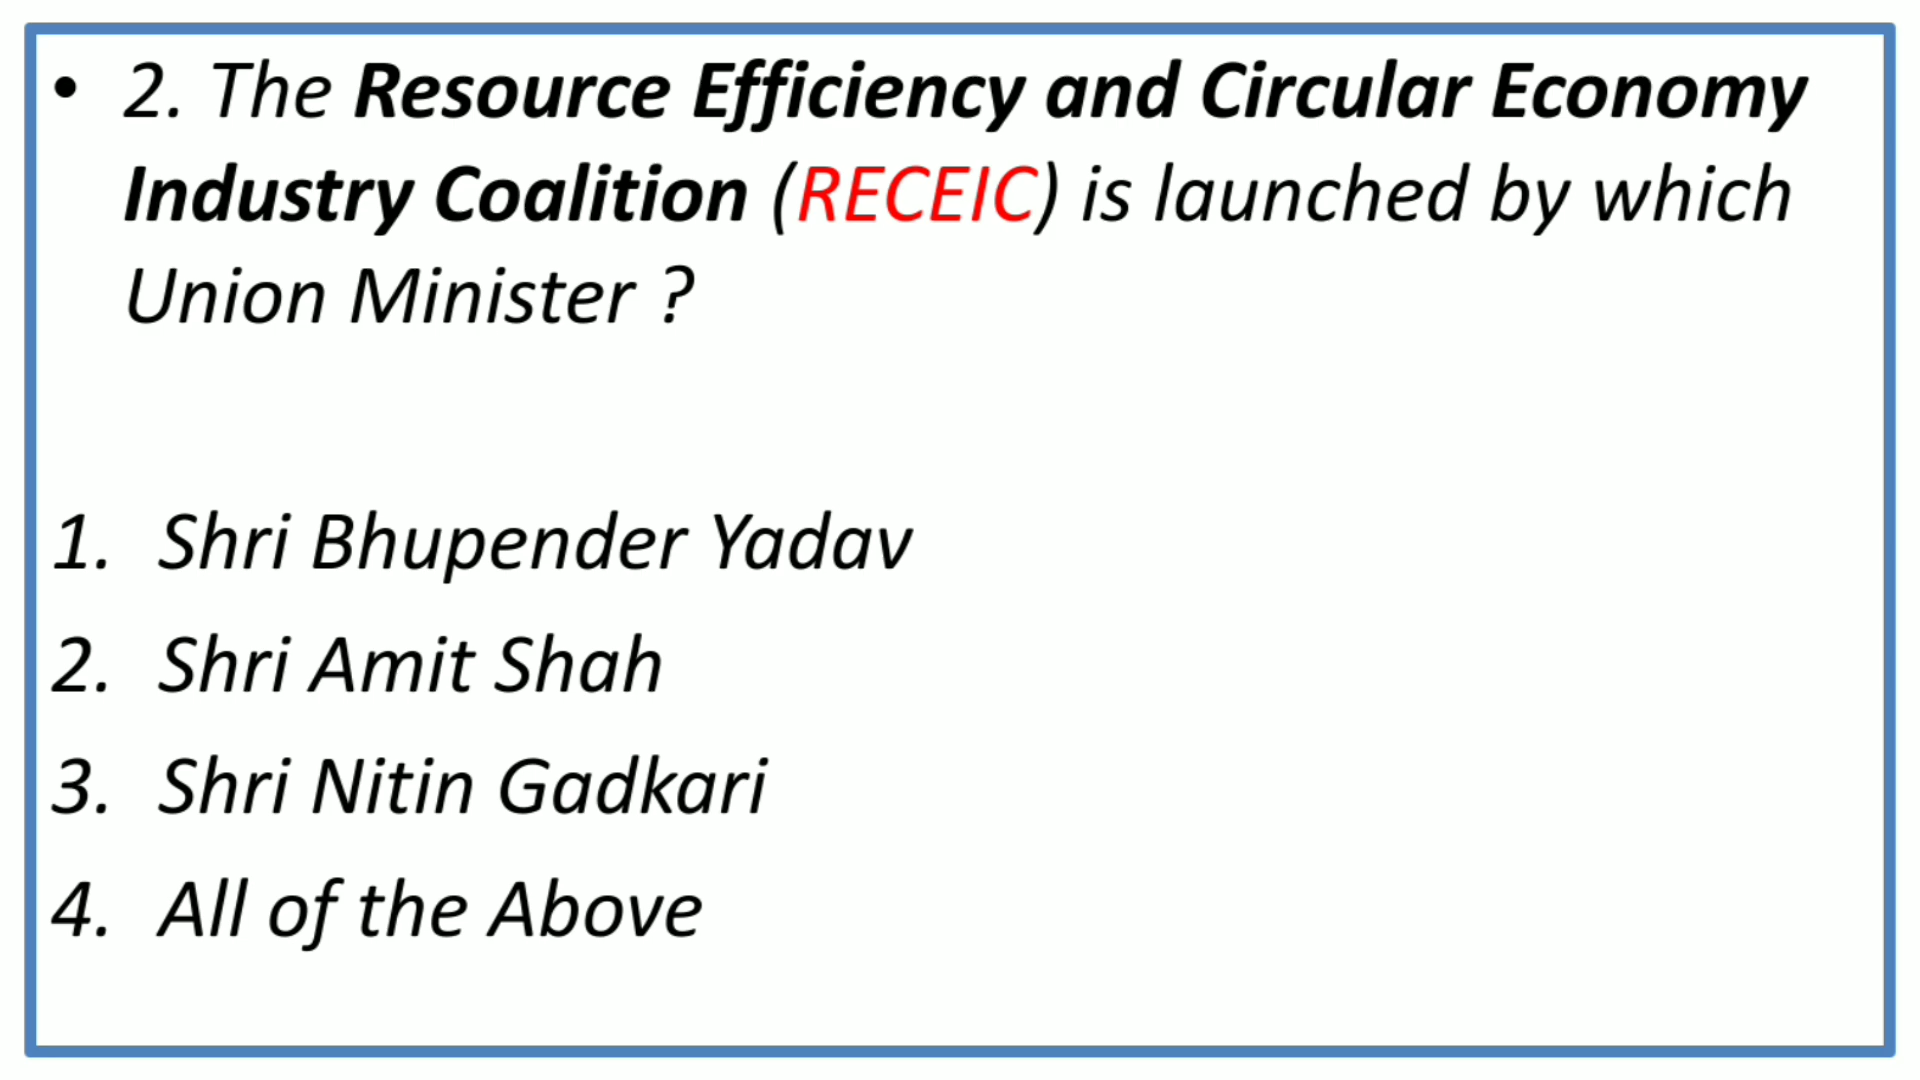 • 2. The Resource Efficiency and Circular Economy
Industry Coalition (RECEIC) is launched by which
Union Minister ?
1. Shri Bhupender Yadav
2. Shri Amit Shah
3. Shri Nitin Gadkari
4. All of the Above